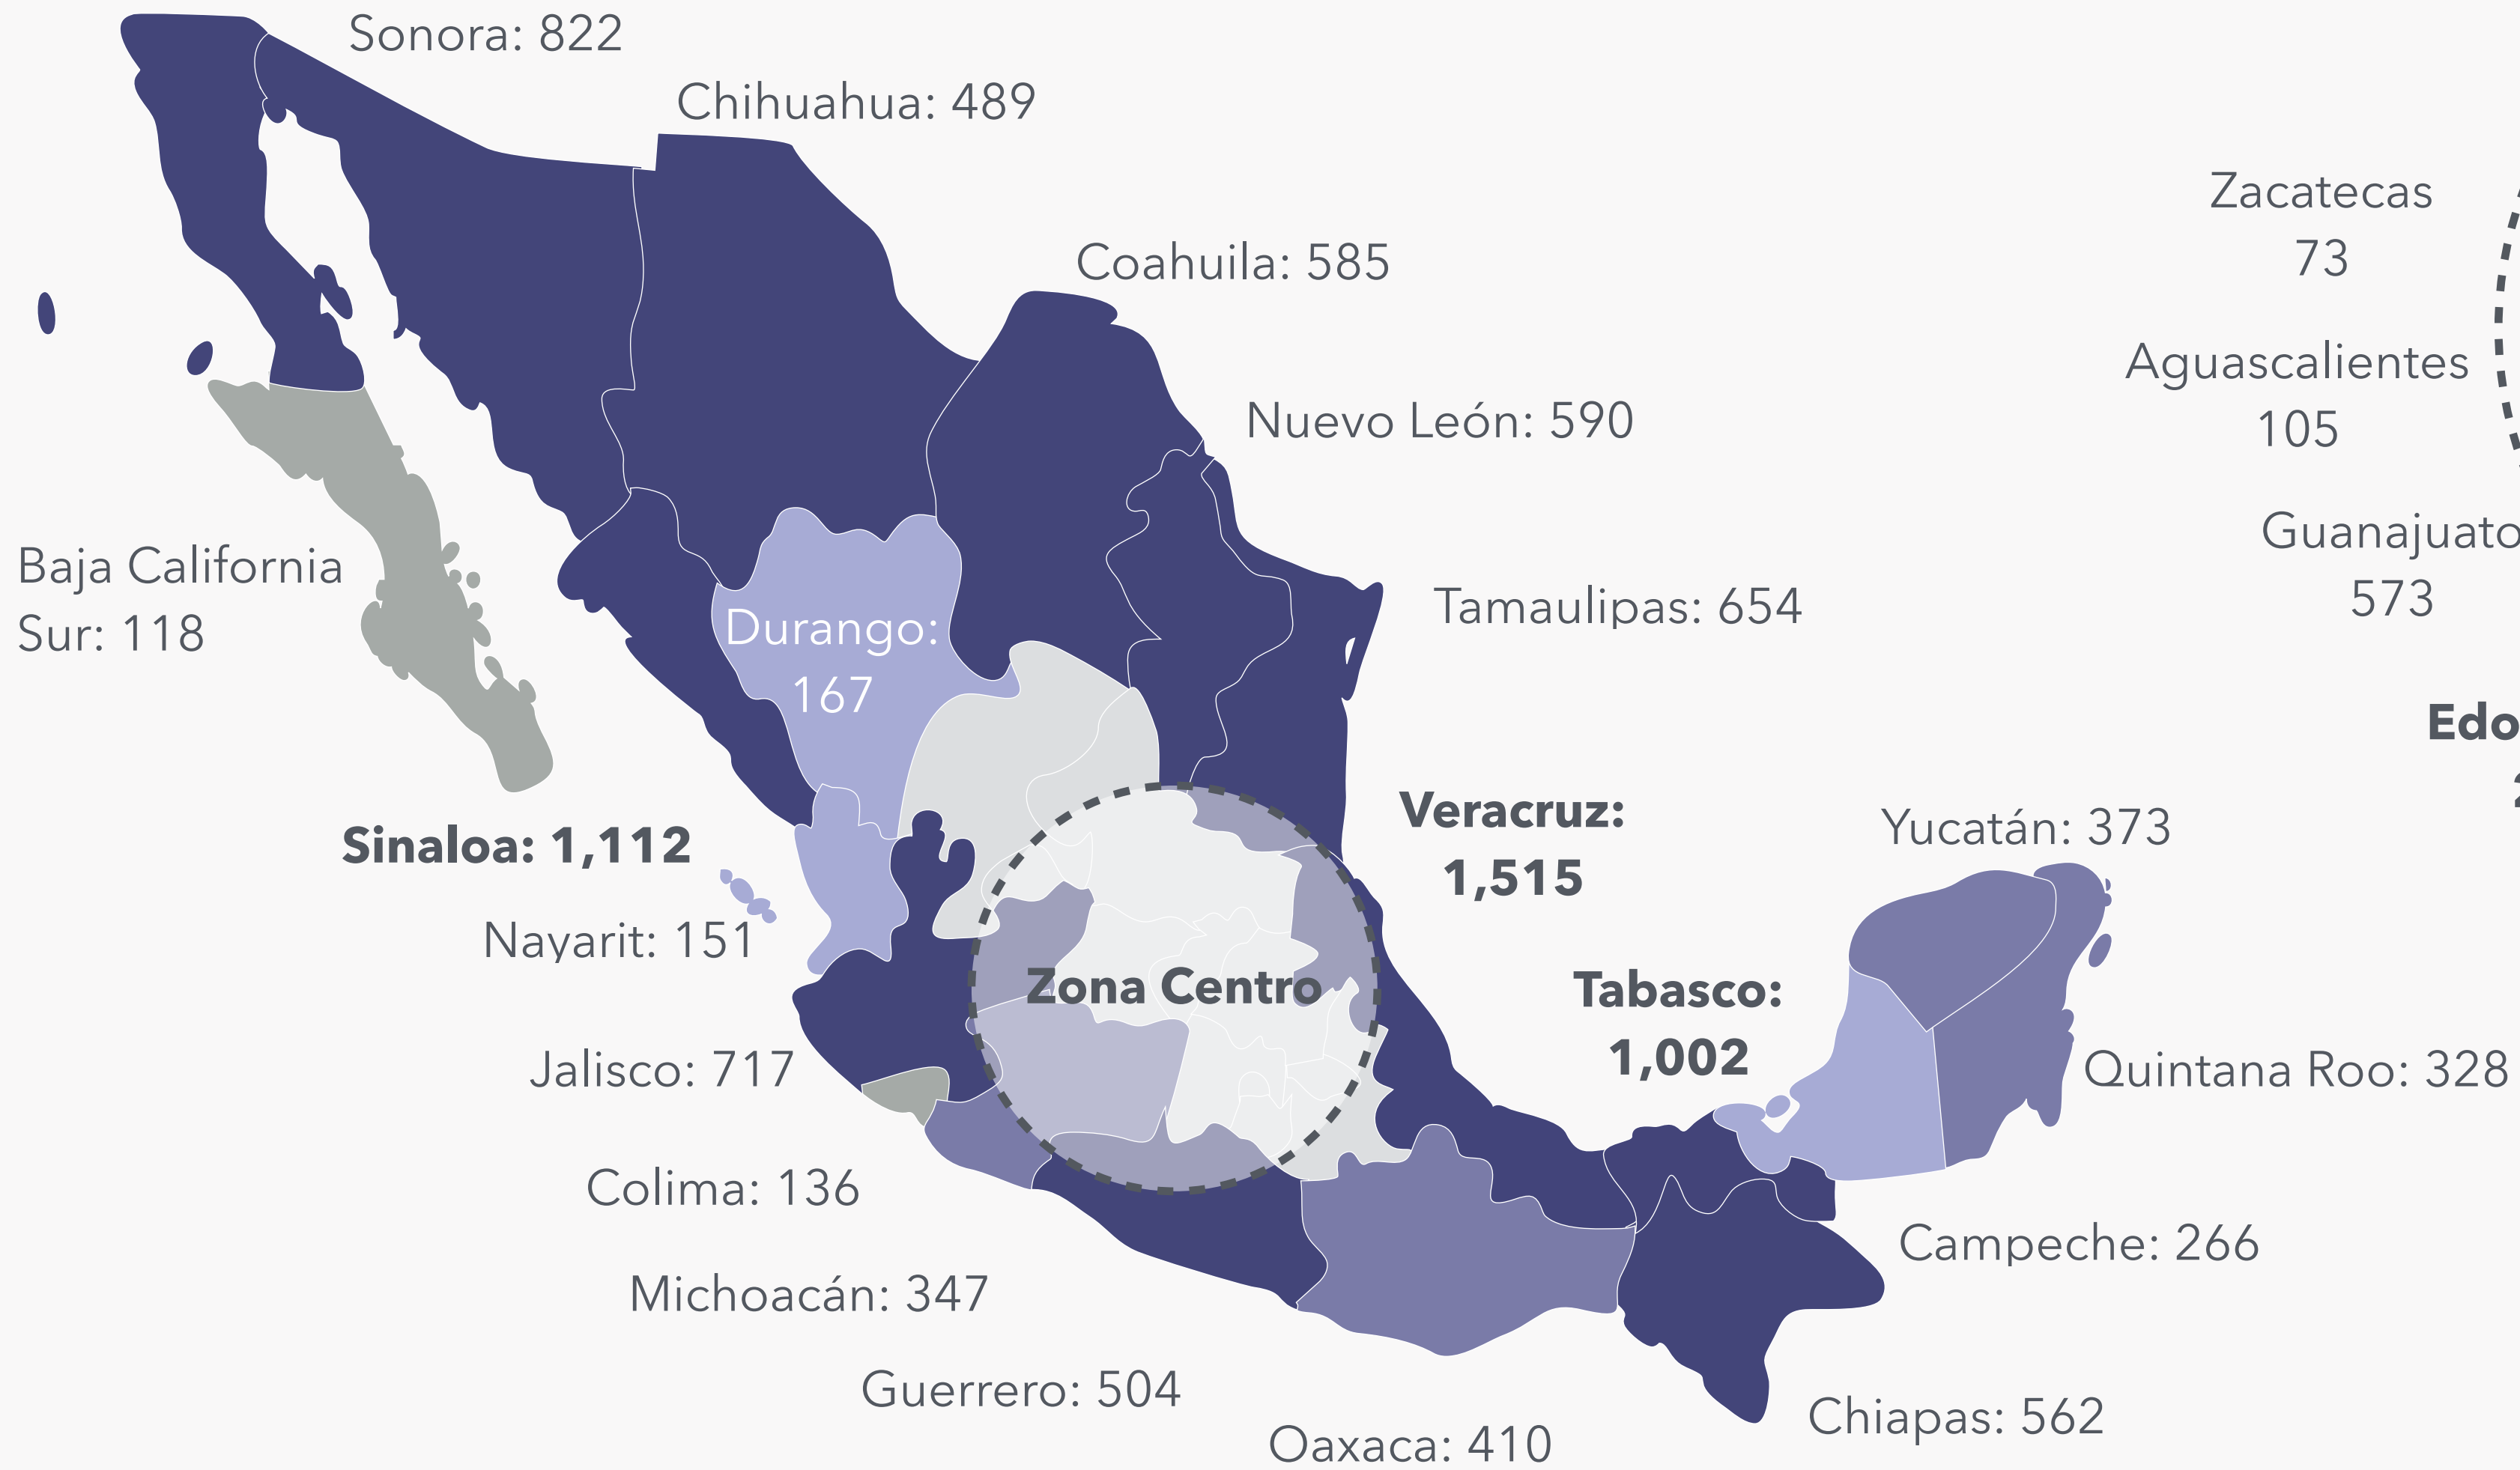 Sonora: 822
Chihuahua: 489
Coahuila: 585
Nuevo León: 590
Tamaulipas: 654
Baja California
Sur: 118
Durango:
167
Sinaloa: 1,112
Nayarit: 151
Zona Centro
Jalisco: 717
Colima: 136
Michoacán: 347
Guerrero: 504
Oaxaca: 410
Veracruz:
1,515
Tabasco:
1,002
Yucatán: 373
Quintana Roo: 328
Campeche: 266
Chiapas: 562
Zacatecas
73
Aguascalientes
105
Guanajuato
573
Edo